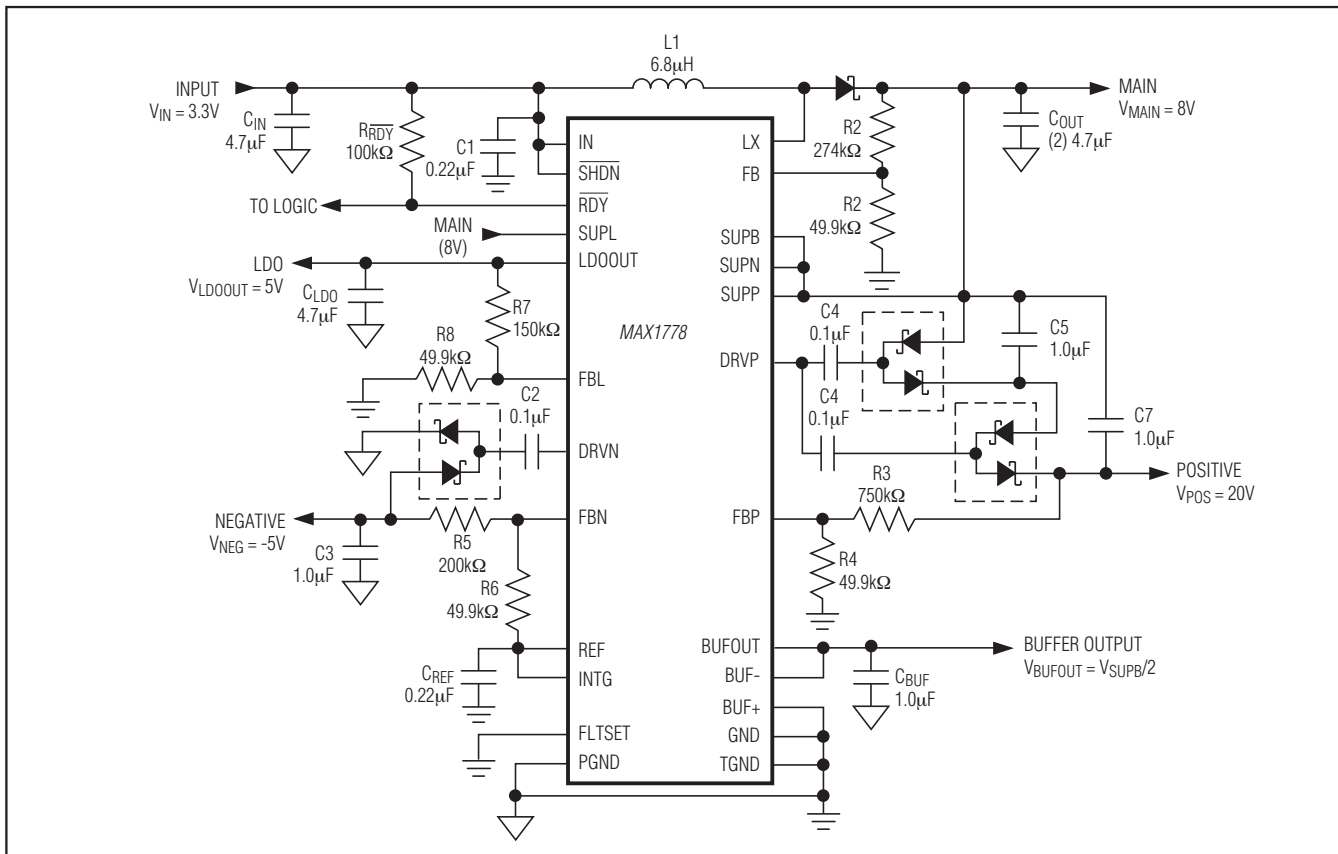 L1
6.8μH
INPUT
VIN = 3.3V
CIN
4.7μF
RRDY
100kΩ
C1
0.22μF
MAIN
VMAIN = 8V
COUT
(2) 4.7μF
R2
274kΩ
R2
49.9kΩ
IN
SHDN
RDY
SUPL
LDOOUT
FBL
DRVN
FBN
REF
INTG
FLTSET
PGND
MAX1778
LX
FB
SUPB
SUPN
SUPP
DRVP
FBP
BUFOUT
BUF-
BUF+
GND
TGND
TO LOGIC
MAIN
(8V)
LDO
VLDOOUT = 5V
CLDO
4.7μF
R7
150kΩ
R8
49.9kΩ
C2
0.1μF
NEGATIVE
VNEG = -5V
C3
1.0μF
R5
200kΩ
R6
49.9kΩ
CREF
0.22μF
C4
0.1μF
C4
0.1μF
C5
1.0μF
C7
1.0μF
POSITIVE
VPOS = 20V
R3
750kΩ
R4
49.9kΩ
BUFFER OUTPUT
VBUFOUT = VSUPB/2
CBUF
1.0μF